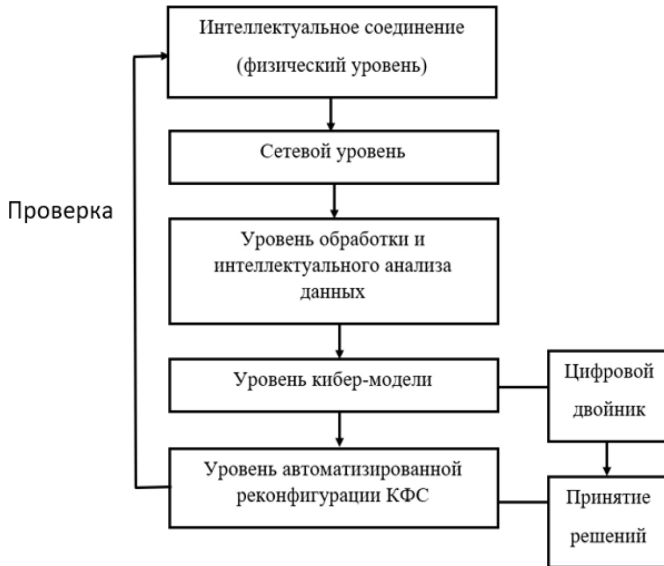 Интеллектуальное соединение
(физический уровень)
Сетевой уровень
Проверка
Уровень обработки и
интеллектуального анализа
данных
Уровень кибер-модели
Цифровой
двойник
Уровень автоматизированной
реконфигурации КФС
Принятие
решений